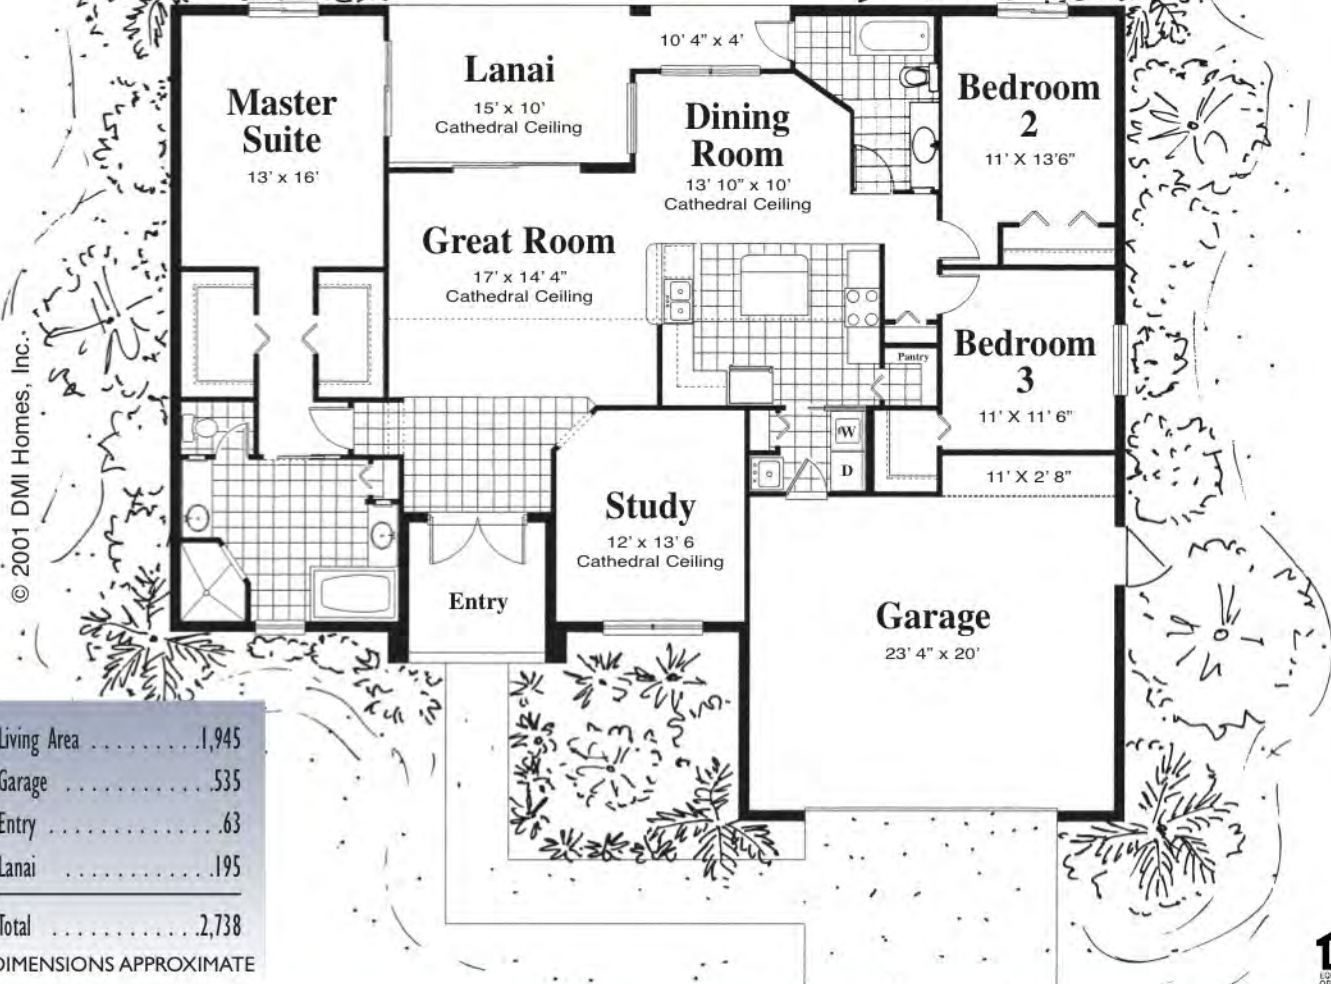 Master
Suite
13' x 16'
Lanai
15' x 10'
Cathedral Ceiling
10' 4" x 4'
Dining
Room
13' 10" x 10'
Cathedral Ceiling
Bedroom
2
11' X 13'6"
Great Room
17' x 14' 4"
Cathedral Ceiling
Pantry
Bedroom
3
11' X 11' 6"
W
D
11' X 2' 8"
Study
12' x 13' 6
Cathedral Ceiling
Entry
Garage
23' 4" x 20'
© 2001 DMI Homes, Inc..
Living Area . . . . . . . . .1,945
Garage . . . . . . . . . . . .535
Entry . . . . . . . . . . . . . .63
Lanai . . . . . . . . . . . .195
Total . . . . . . . . . . . . .2,738
DIMENSIONS APPROXIMATE